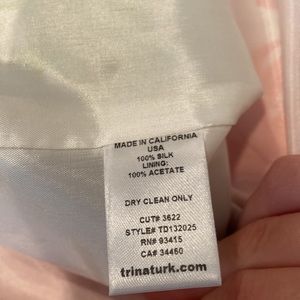 MADE IN CALIFORNIA
USA
100% SILK
LINING:
100% ACETATE
DRY CLEAN ONLY
CUT# 3622
STYLE# TD132025
RN# 93415
CA# 34460
trinaturk.com